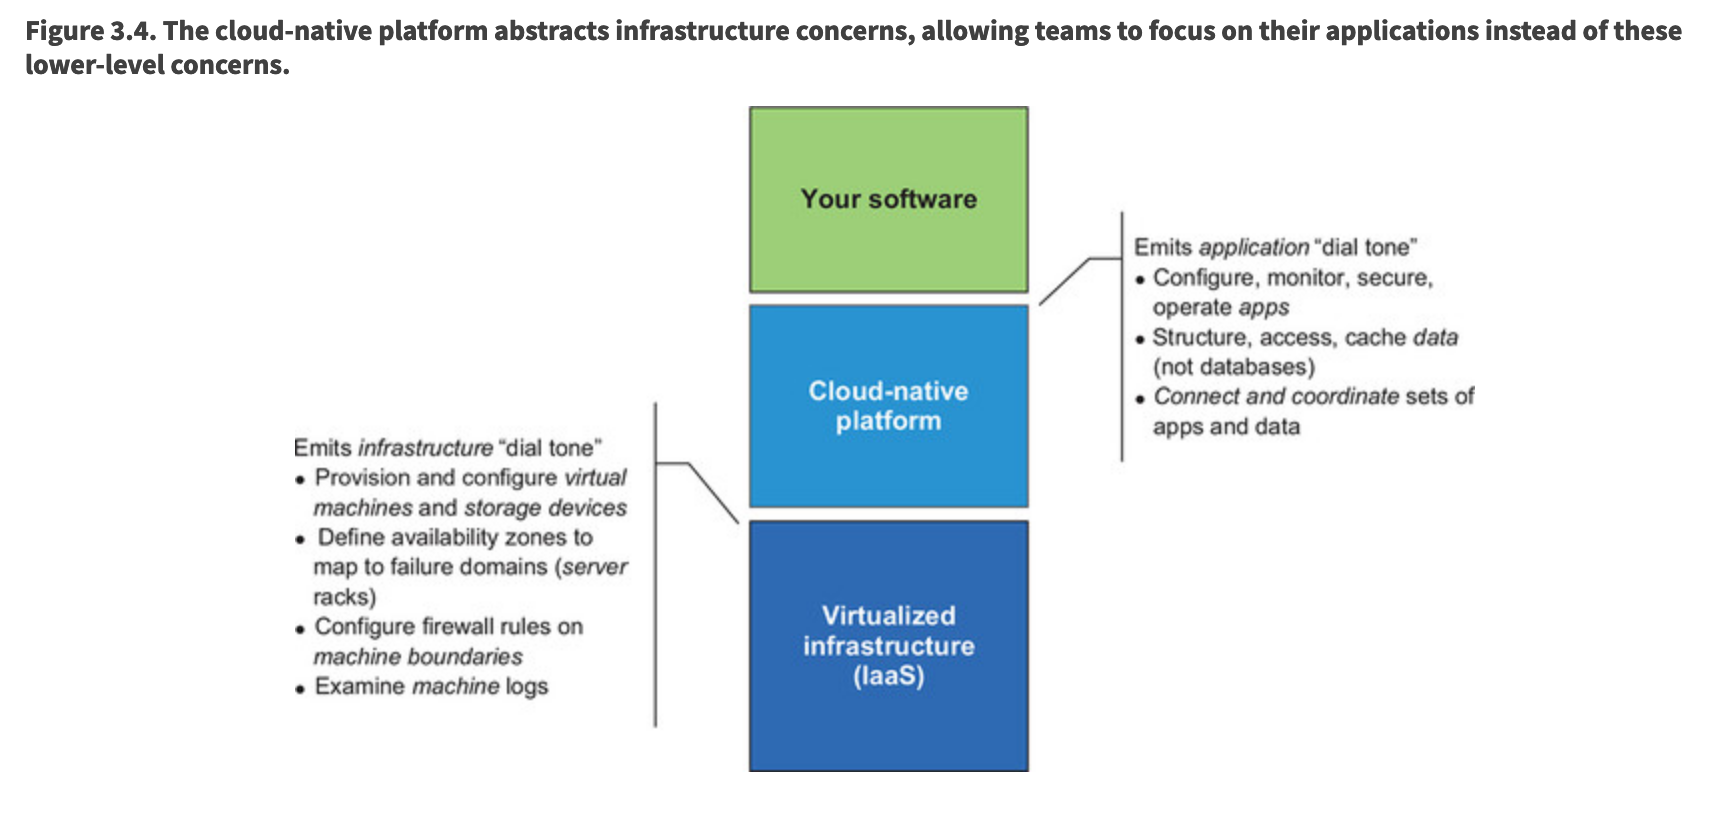 Figure 3.4. The cloud-native platform abstracts infrastructure concerns, allowing teams to focus on their applications instead of these
lower-level concerns.
Your software
Emits application “dial tone”
• Configure, monitor, secure,
operate apps
• Structure, access, cache data
(not databases)
• Connect and coordinate sets of
apps and data
Cloud-native
platform
Emits infrastructure “dial tone”
• Provision and configure virtual
machines and storage devices
• Define availability zones to
map to failure domains (server
racks)
• Configure firewall rules on
machine boundaries
• Examine machine logs
Virtualized
infrastructure
(IaaS)